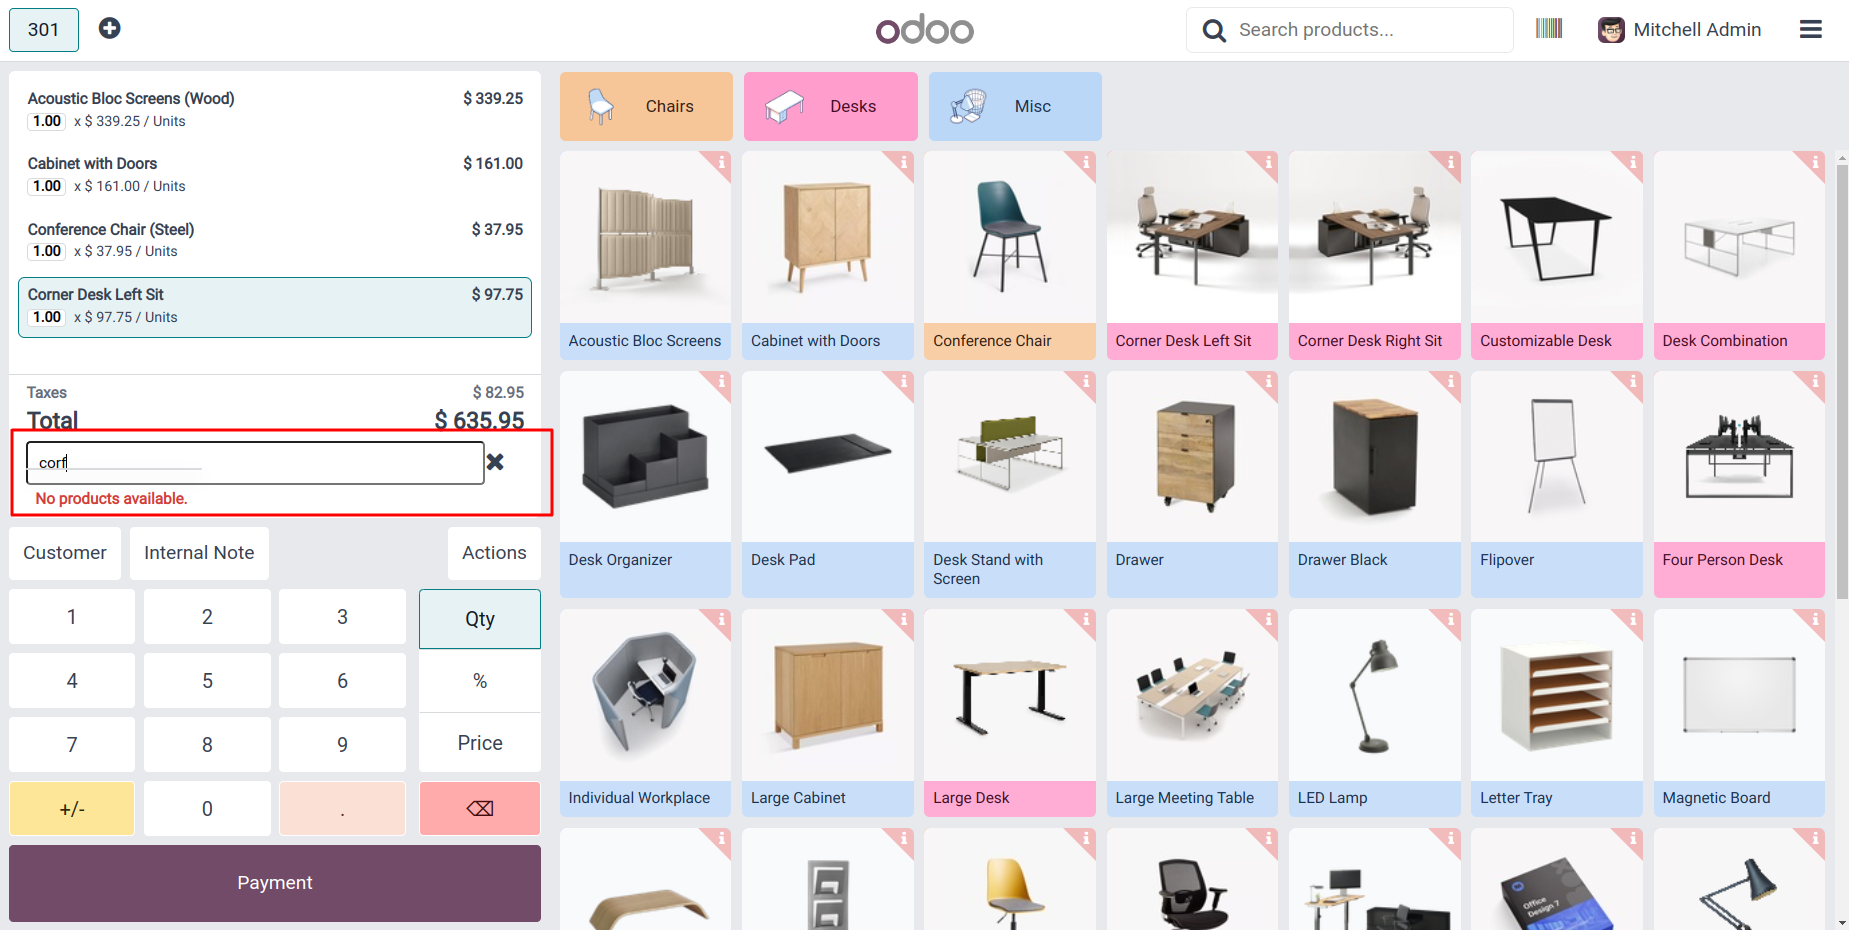 301
odoo
Search products...
Mitchell Admin
Acoustic Bloc Screens (Wood) $ 339.25
1.00 x $ 339.25 / Units
Cabinet with Doors $ 161.00
1.00 x $ 161.00 / Units
Conference Chair (Steel) $ 37.95
1.00 x $ 37.95 / Units
Corner Desk Left Sit $ 97.75
1.00 x $ 97.75 / Units
Taxes $ 82.95
Total $ 635.95
corf
No products available.
Customer Internal Note Actions
1 2 3 Qty
4 5 6 %
7 8 9 Price
+/- 0 .
Payment
Chairs Desks Misc
Acoustic Bloc Screens Cabinet with Doors Conference Chair Corner Desk Left Sit Corner Desk Right Sit Customizable Desk Desk Combination
Desk Organizer Desk Pad Desk Stand with Drawer Drawer Black Flipover Four Person Desk
Screen
Individual Workplace Large Cabinet Large Desk Large Meeting Table LED Lamp Letter Tray Magnetic Board
Office
Design 7